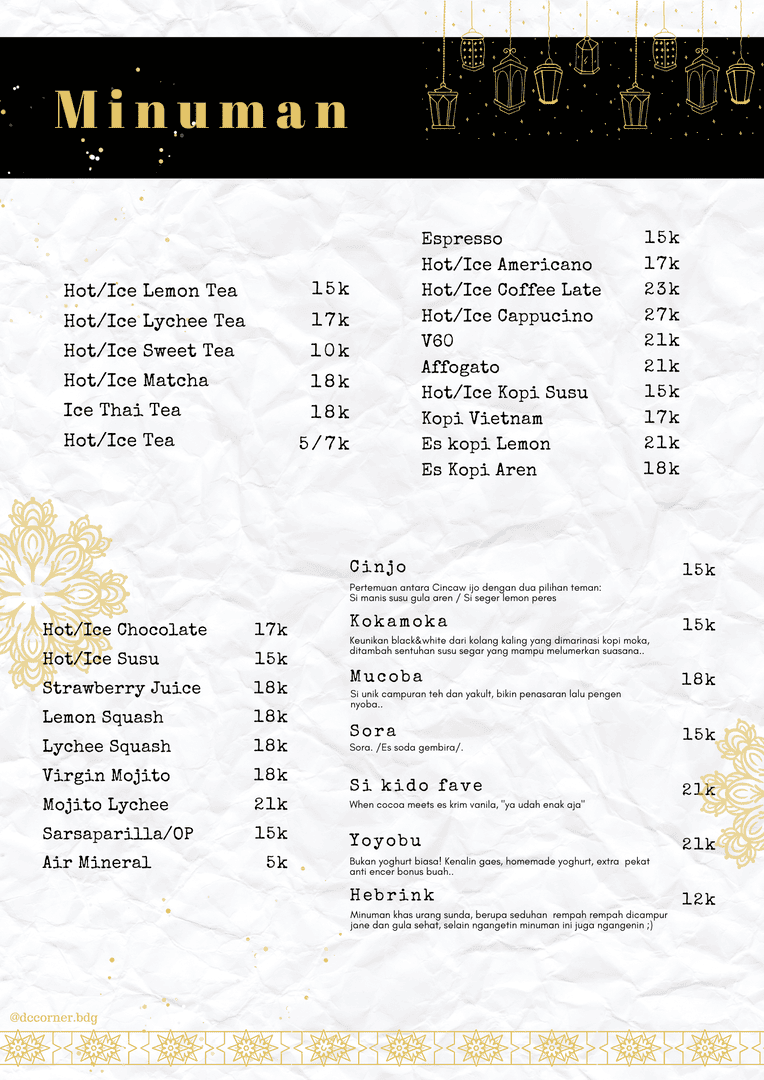 Minuman
Hot/Ice Lemon Tea 15k
Hot/Ice Lychee Tea 17k
Hot/Ice Sweet Tea 10k
Hot/Ice Matcha 18k
Ice Thai Tea 18k
Hot/Ice Tea 5/7k
Espresso 15k
Hot/Ice Americano 17k
Hot/Ice Coffee Late 23k
Hot/Ice Cappucino 27k
V60 21k
Affogato 21k
Hot/Ice Kopi Susu 15k
Kopi Vietnam 17k
Es kopi Lemon 21k
Es Kopi Aren 18k
Hot/Ice Chocolate 17k
Hot/Ice Susu 15k
Strawberry Juice 18k
Lemon Squash 18k
Lychee Squash 18k
Virgin Mojito 18k
Mojito Lychee 21k
Sarsaparilla/OP 15k
Air Mineral 5k
Cinjo 15k
Pertemuan antara Cincaw ijo dengan dua pilihan teman:
Si manis susu gula aren / Si seger lemon peres
Kokamoka 15k
Keunikan black&white dari kolang kaling yang dimarinasi kopi moka,
ditambah sentuhan susu segar yang mampu melumerkan suasana..
Mucoba 18k
Si unik campuran teh dan yakult, bikin penasaran lalu pengen
nyoba..
Sora 15k
Sora. /Es soda gembira/.
Si kido fave 21k
When cocoa meets es krim vanila, "ya udah enak aja"
Yoyobu 21k
Bukan yoghurt biasa! Kenalin gaes, homemade yoghurt, extra pekat
anti encer bonus buah..
Hebrink 12k
Minuman khas urang sunda, berupa seduhan rempah rempah dicampur
jane dan gula sehat, selain ngangetin minuman ini juga ngangenin ;)
@dccorner.bdg